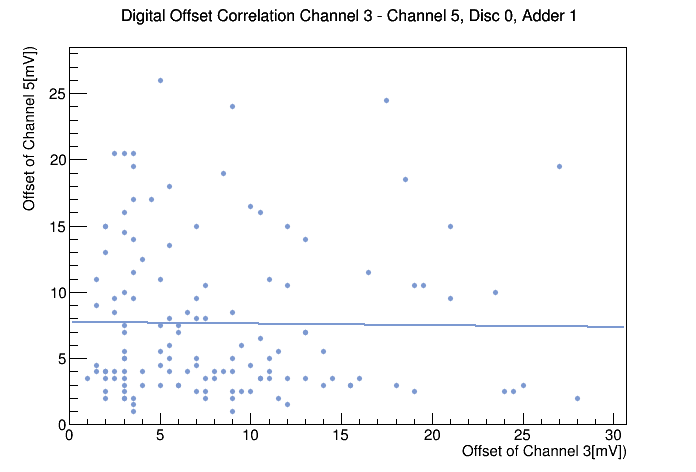 Digital Offset Correlation Channel 3 - Channel 5, Disc 0, Adder 1
Offset of Channel 5[mV])
25
20
15
10
5
0
0 5 10 15 20 25 30
Offset of Channel 3[mV])